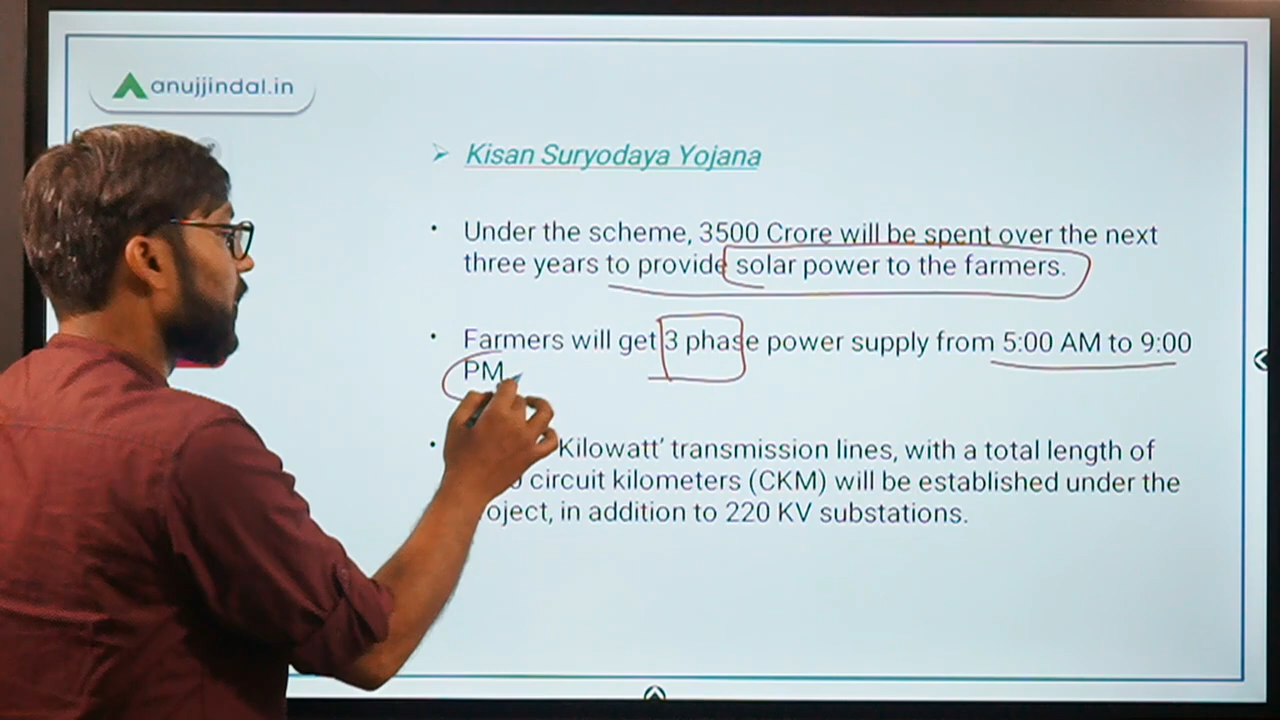 anujjindal.in
Kisan Suryodaya Yojana
Under the scheme, 3500 Crore will be spent over the next
three years to provide solar power to the farmers.
Farmers will get 3 phase power supply from 5:00 AM to 9:00
PM
Kilowatt’ transmission lines, with a total length of
circuit kilometers (CKM) will be established under the
in addition to 220 KV substations.